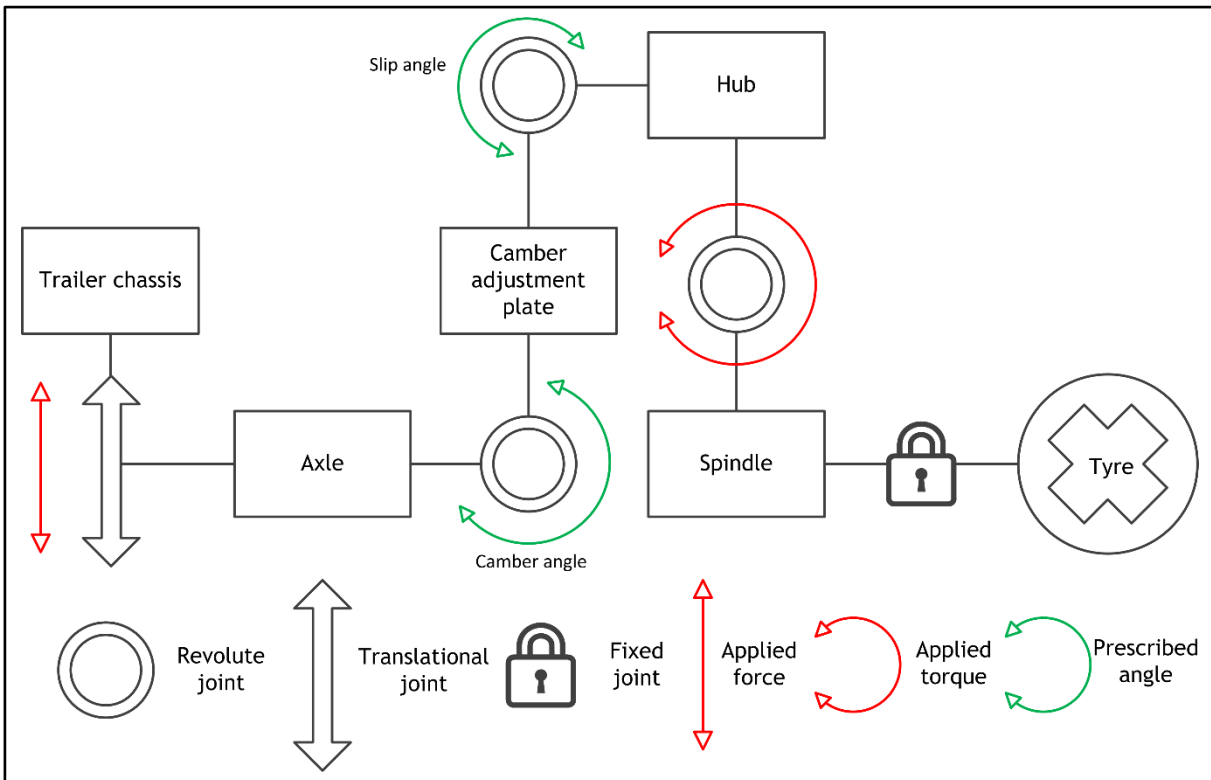 Slip angle
Hub
Trailer chassis
Camber
adjustment
plate
Axle
Spindle
Tyre
Camber angle
Revolute
joint
Translational
joint
Fixed
joint
Applied
force
Applied
torque
Prescribed
angle